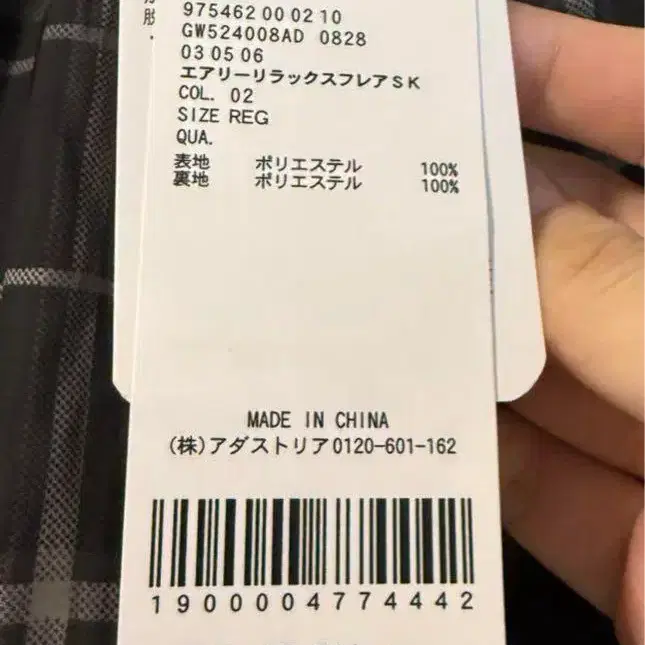 975462 00 02 10
GW524008AD 0828
03 05 06
エアリーリラックスフレアSK
COL. 02
SIZE REG
QUA.
表地 ポリエステル 100%
裏地 ポリエステル 100%
MADE IN CHINA
(株)アダストリア0120-601-162
1900004774442